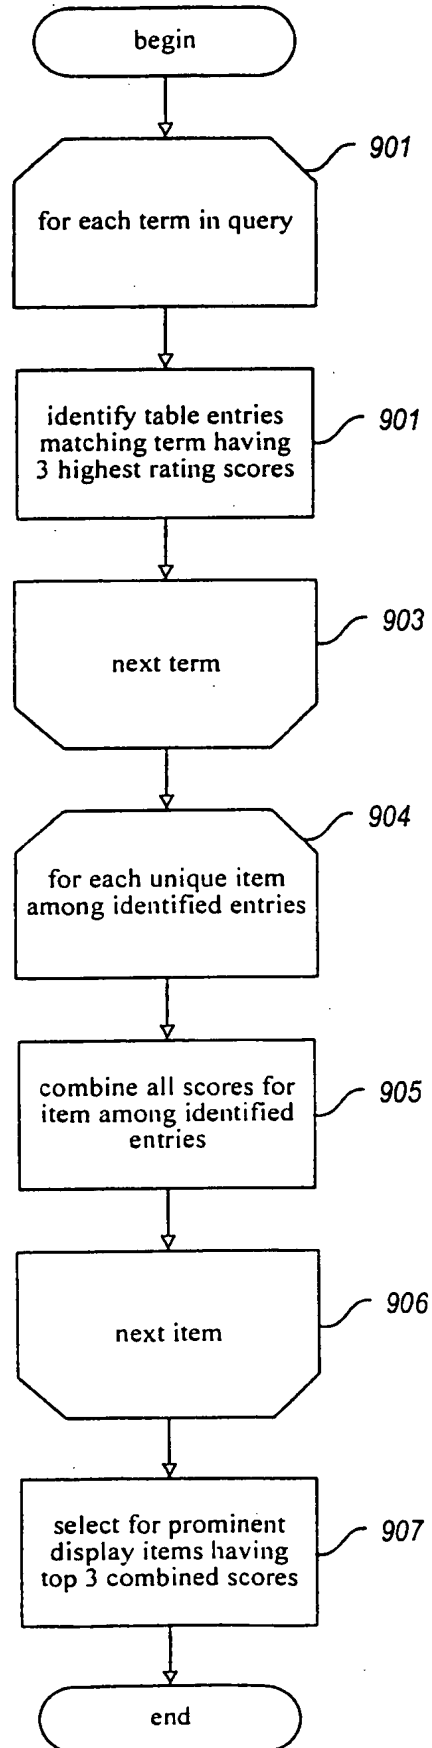 begin
901
for each term in query
901
identify table entries
matching term having
3 highest rating scores
903
next term
904
for each unique item
among identified entries
905
combine all scores for
item among identified
entries
906
next item
907
select for prominent
display items having
top 3 combined scores
end